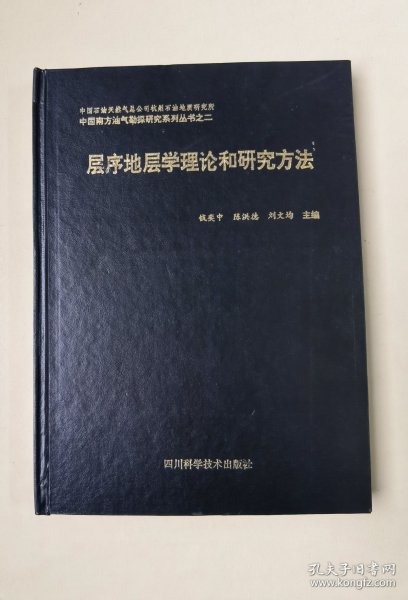 中国石油天然气总公司杭州石油地质研究所
中国南方油气勘探研究系列丛书之二
层序地层学理论和研究方法
钱奕中 陈洪德 刘文均 主编
四川科学技术出版社
孔夫子旧书网
www.kongfz.com